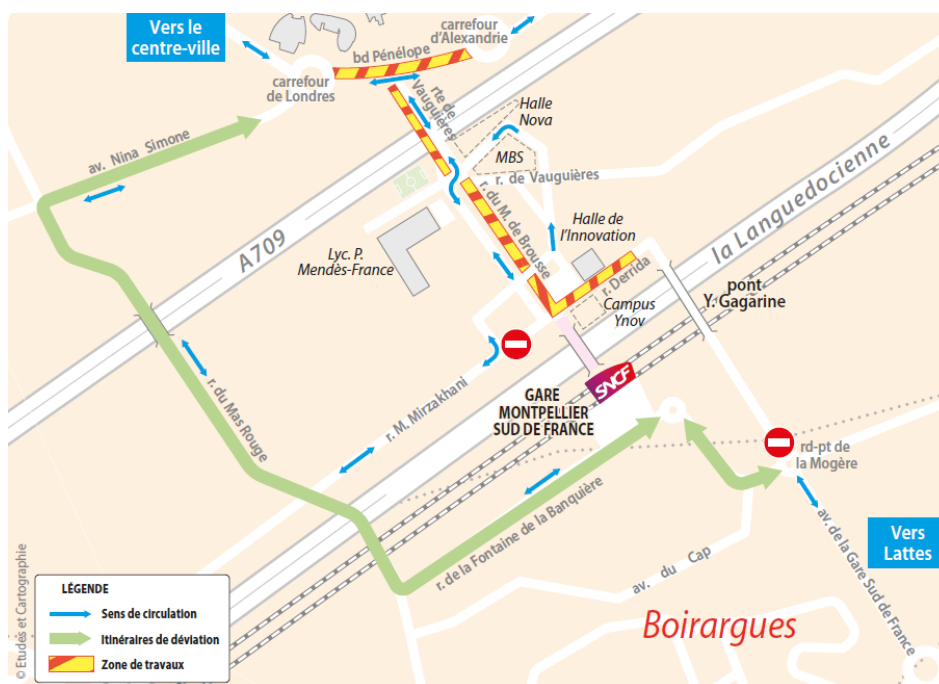 Vers le
centre-ville
carrefour
d'Alexandrie
bd Pénélope
carrefour
de Londres
rte de
Vauguières
Halle
Nova
MBS
av. Nina Simone
r. de Vauguières
r. du M. de Brousse
la Languedocienne
A709
Halle de
l'Innovation
Lyc. P.
Mendès-France
r. Derrida
pont
Y. Gagarine
Campus
Ynov
SNCF
GARE
MONTPELLIER
SUD DE FRANCE
r. M. Mirzakhani
r. du Mas Rouge
rd-pt de
la Mogère
r. de la Fontaine de la Banquière
av. de la Gare Sud de France
Vers
Lattes
av. du Cap
Boirargues
© Etudes et Cartographie
LÉGENDE
Sens de circulation
Itinéraires de déviation
Zone de travaux